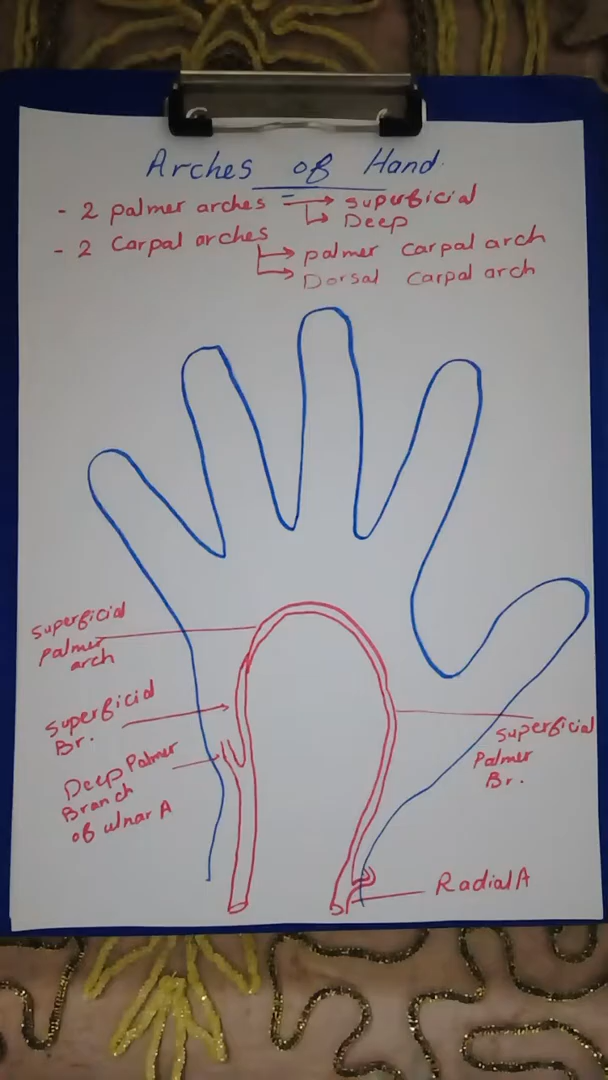 Arches of Hand
- 2 palmer arches = → superficial
→ Deep
- 2 Carpal arches
→ palmer carpal arch
→ Dorsal carpal arch
superficial
palmer
arch
Superficial
Br.
Deep Palmer
Branch
of ulnar A
Superficial
Palmer
Br.
Radial A